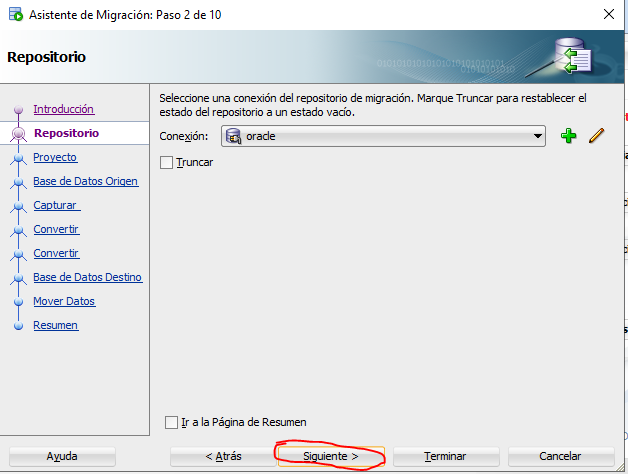 Asistente de Migración: Paso 2 de 10
Repositorio
Introducción
Repositorio
Proyecto
Base de Datos Origen
Capturar
Convertir
Convertir
Base de Datos Destino
Mover Datos
Resumen
Seleccione una conexión del repositorio de migración. Marque Truncar para restablecer el
estado del repositorio a un estado vacío.
Conexión: oracle
Truncar
Ir a la Página de Resumen
Ayuda < Atrás Siguiente > Terminar Cancelar